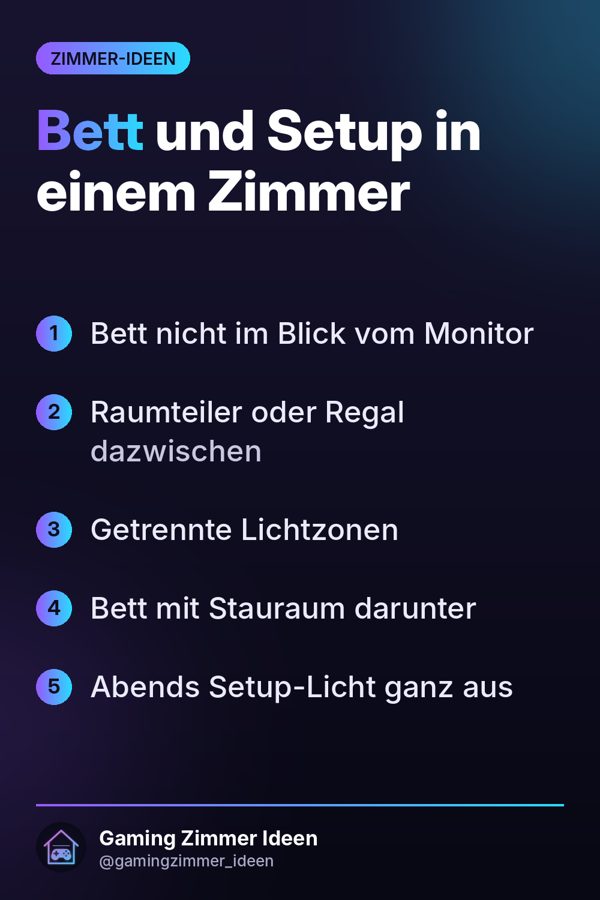 ZIMMER-IDEEN
Bett und Setup in
einem Zimmer
1 Bett nicht im Blick vom Monitor
2 Raumteiler oder Regal
dazwischen
3 Getrennte Lichtzonen
4 Bett mit Stauraum darunter
5 Abends Setup-Licht ganz aus
Gaming Zimmer Ideen
@gamingzimmer_ideen